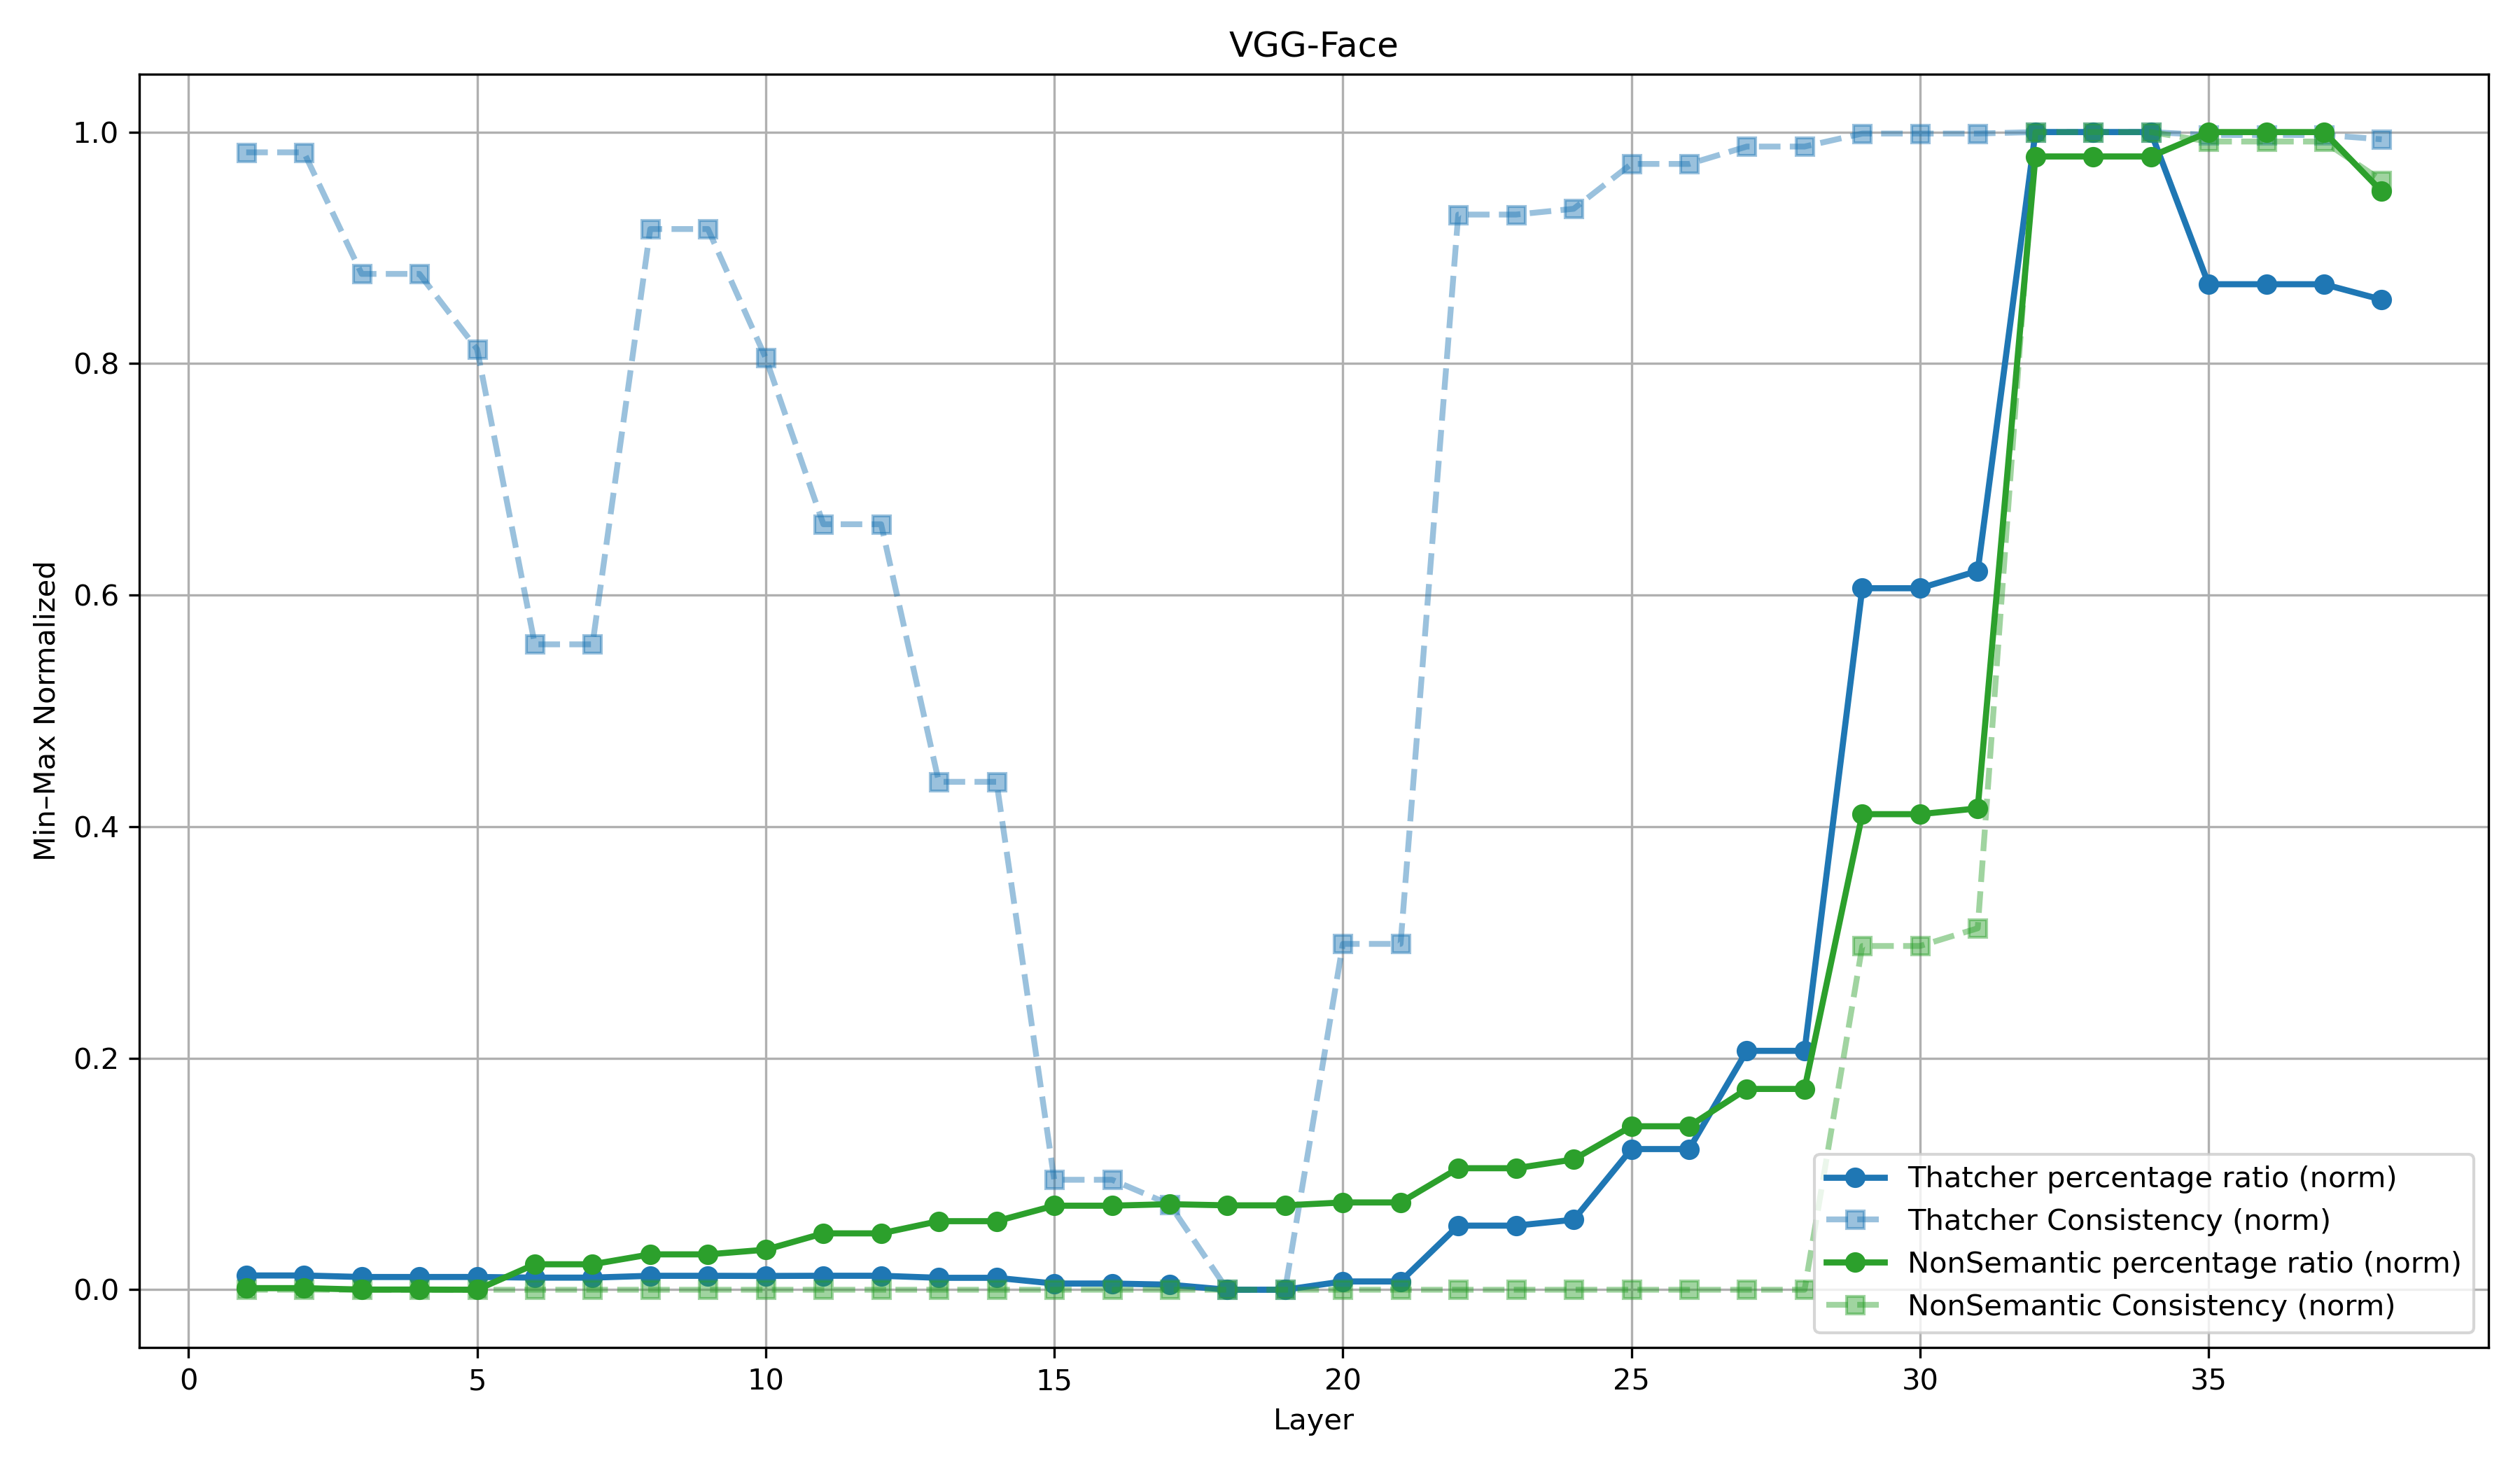 VGG-Face
Min–Max Normalized
1.0
0.8
0.6
0.4
0.2
0.0
0 5 10 15 20 25 30 35
Layer
Thatcher percentage ratio (norm)
Thatcher Consistency (norm)
NonSemantic percentage ratio (norm)
NonSemantic Consistency (norm)